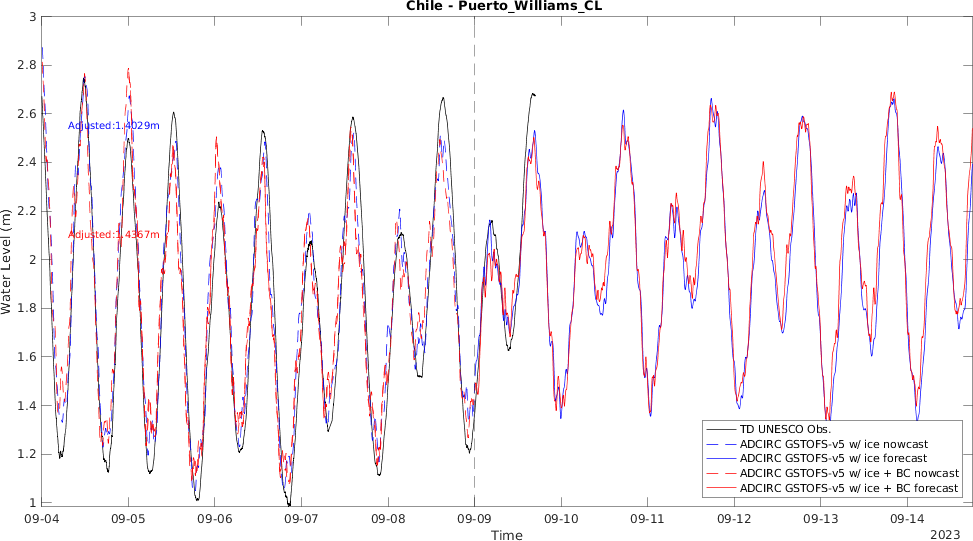 Chile - Puerto_Williams_CL
3
2.8
2.6
2.4
2.2
2
1.8
1.6
1.4
1.2
1
Water Level (m)
Adjusted:1.4029m
Adjusted:1.4367m
TD UNESCO Obs.
ADCIRC GSTOFS-v5 w/ ice nowcast
ADCIRC GSTOFS-v5 w/ ice forecast
ADCIRC GSTOFS-v5 w/ ice + BC nowcast
ADCIRC GSTOFS-v5 w/ ice + BC forecast
09-04 09-05 09-06 09-07 09-08 09-09 09-10 09-11 09-12 09-13 09-14
Time
2023